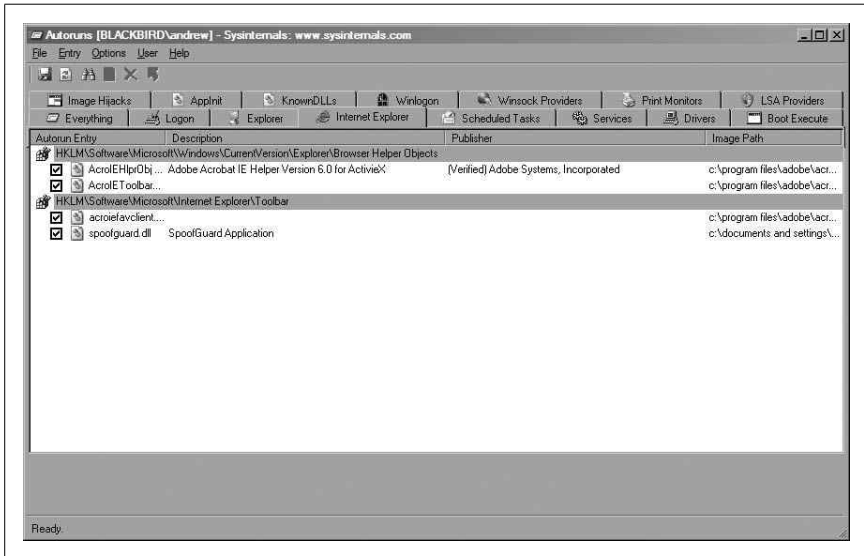 Autoruns [BLACKBIRD\andrew] - Sysinternals: www.sysinternals.com
File Entry Options User Help
Image Hijacks AppInit KnownDLLs Winlogon Winsock Providers Print Monitors LSA Providers
Everything Logon Explorer Internet Explorer Scheduled Tasks Services Drivers Boot Execute
Autorun Entry Description Publisher Image Path
HKLM\Software\Microsoft\Windows\CurrentVersion\Explorer\Browser Helper Objects
AcroIEHlprObj ... Adobe Acrobat IE Helper Version 6.0 for ActivieX (Verified) Adobe Systems, Incorporated c:\program files\adobe\acr...
AcroIEToolbar... c:\program files\adobe\acr...
HKLM\Software\Microsoft\Internet Explorer\Toolbar
acroiefavclient.... c:\program files\adobe\acr...
spoofguard.dll SpoofGuard Application c:\documents and settings\...
Ready.